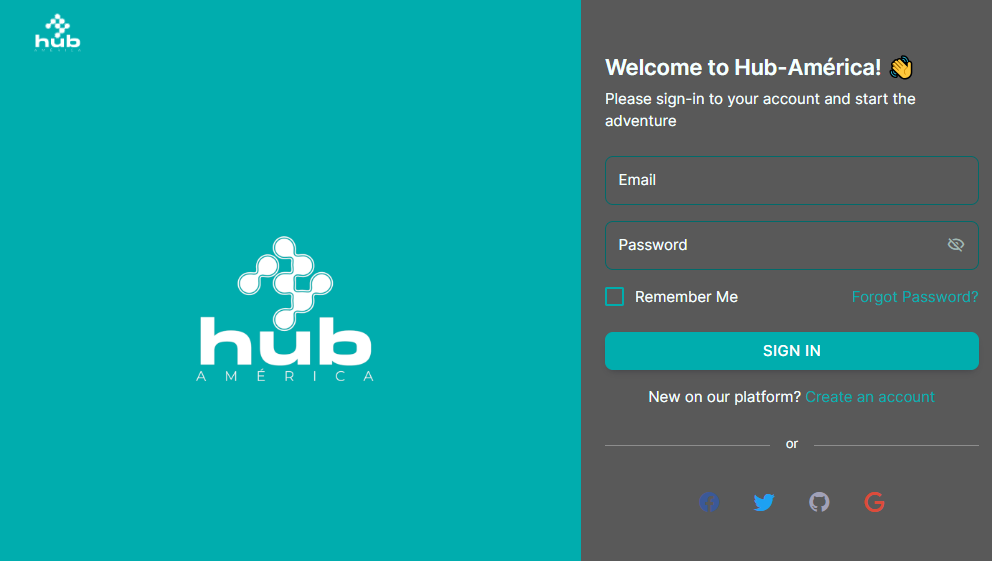 hub
hub
AMÉRICA
Welcome to Hub-América! 👋
Please sign-in to your account and start the
adventure
Email
Password
Remember Me
Forgot Password?
SIGN IN
New on our platform? Create an account
or